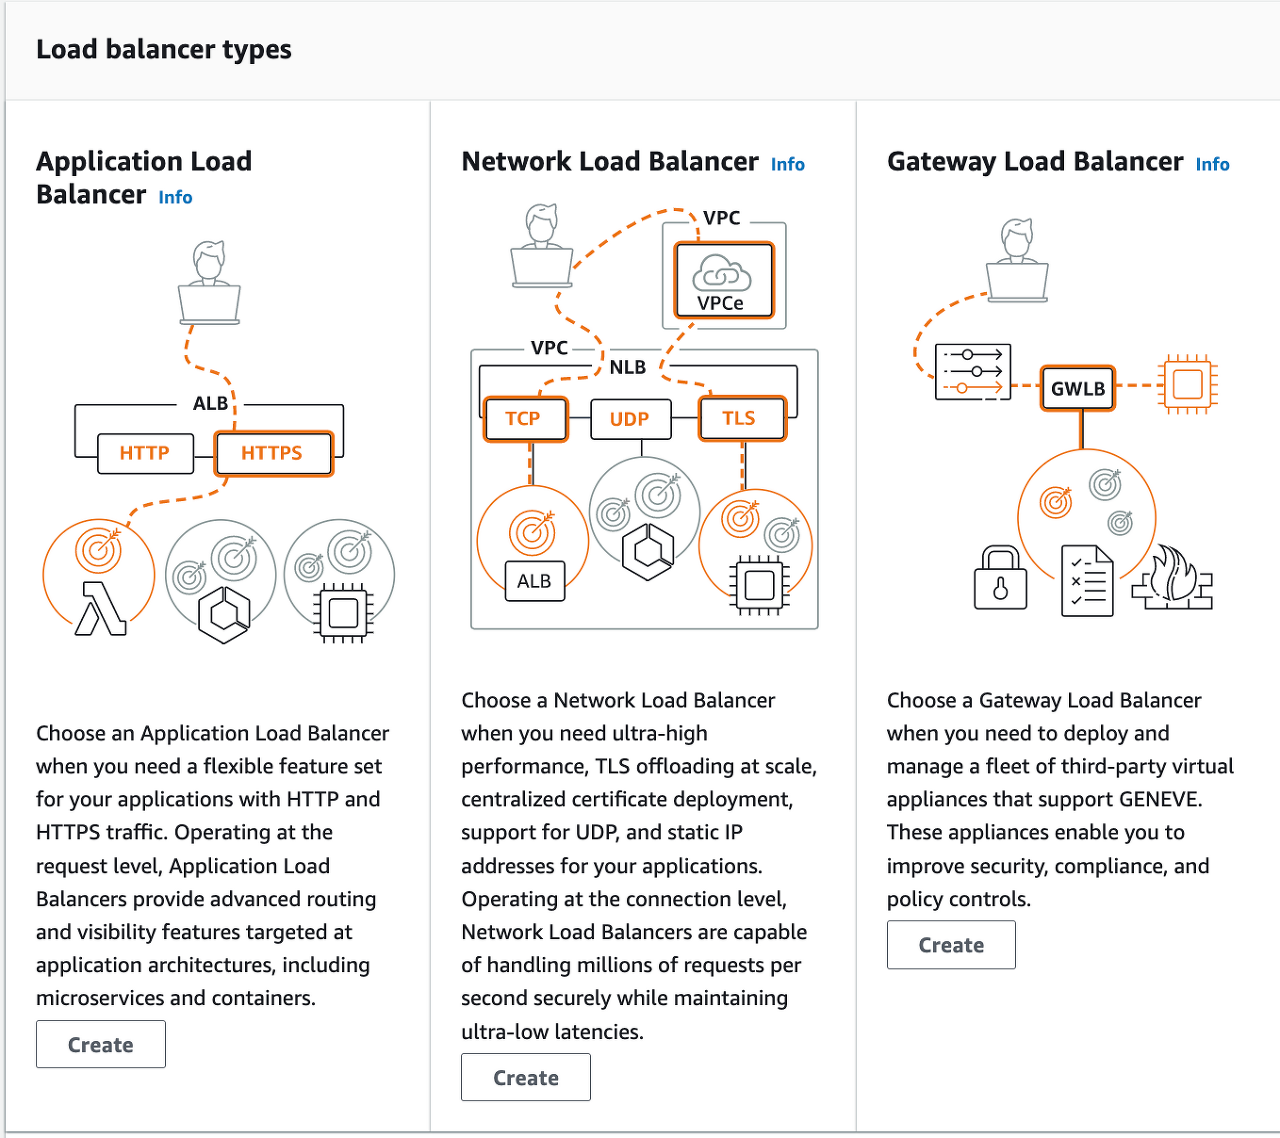 Load balancer types
Application Load
Balancer Info
ALB
HTTP
HTTPS
Choose an Application Load Balancer
when you need a flexible feature set
for your applications with HTTP and
HTTPS traffic. Operating at the
request level, Application Load
Balancers provide advanced routing
and visibility features targeted at
application architectures, including
microservices and containers.
Create
Network Load Balancer Info
VPC
VPCe
VPC
NLB
TCP
UDP
TLS
ALB
Choose a Network Load Balancer
when you need ultra-high
performance, TLS offloading at scale,
centralized certificate deployment,
support for UDP, and static IP
addresses for your applications.
Operating at the connection level,
Network Load Balancers are capable
of handling millions of requests per
second securely while maintaining
ultra-low latencies.
Create
Gateway Load Balancer Info
GWLB
Choose a Gateway Load Balancer
when you need to deploy and
manage a fleet of third-party virtual
appliances that support GENEVE.
These appliances enable you to
improve security, compliance, and
policy controls.
Create